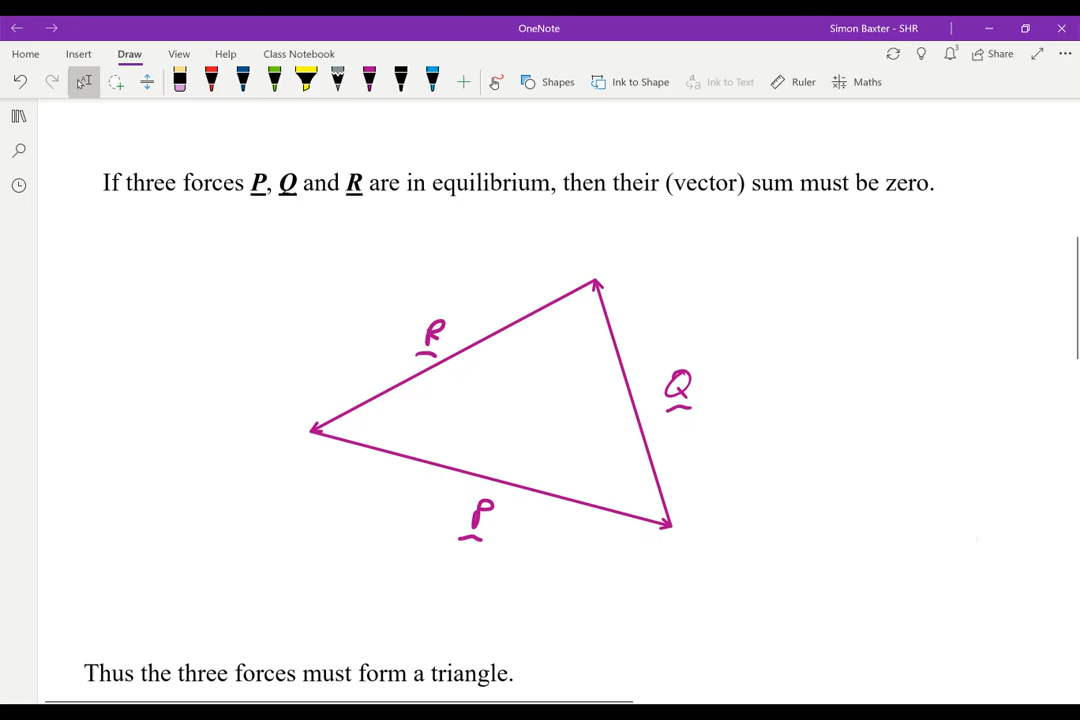 OneNote
Simon Baxter - SHR
Home Insert Draw View Help Class Notebook
3
Share
Shapes Ink to Shape Ink to Text Ruler Maths
If three forces P, Q and R are in equilibrium, then their (vector) sum must be zero.
R
Q
P
Thus the three forces must form a triangle.